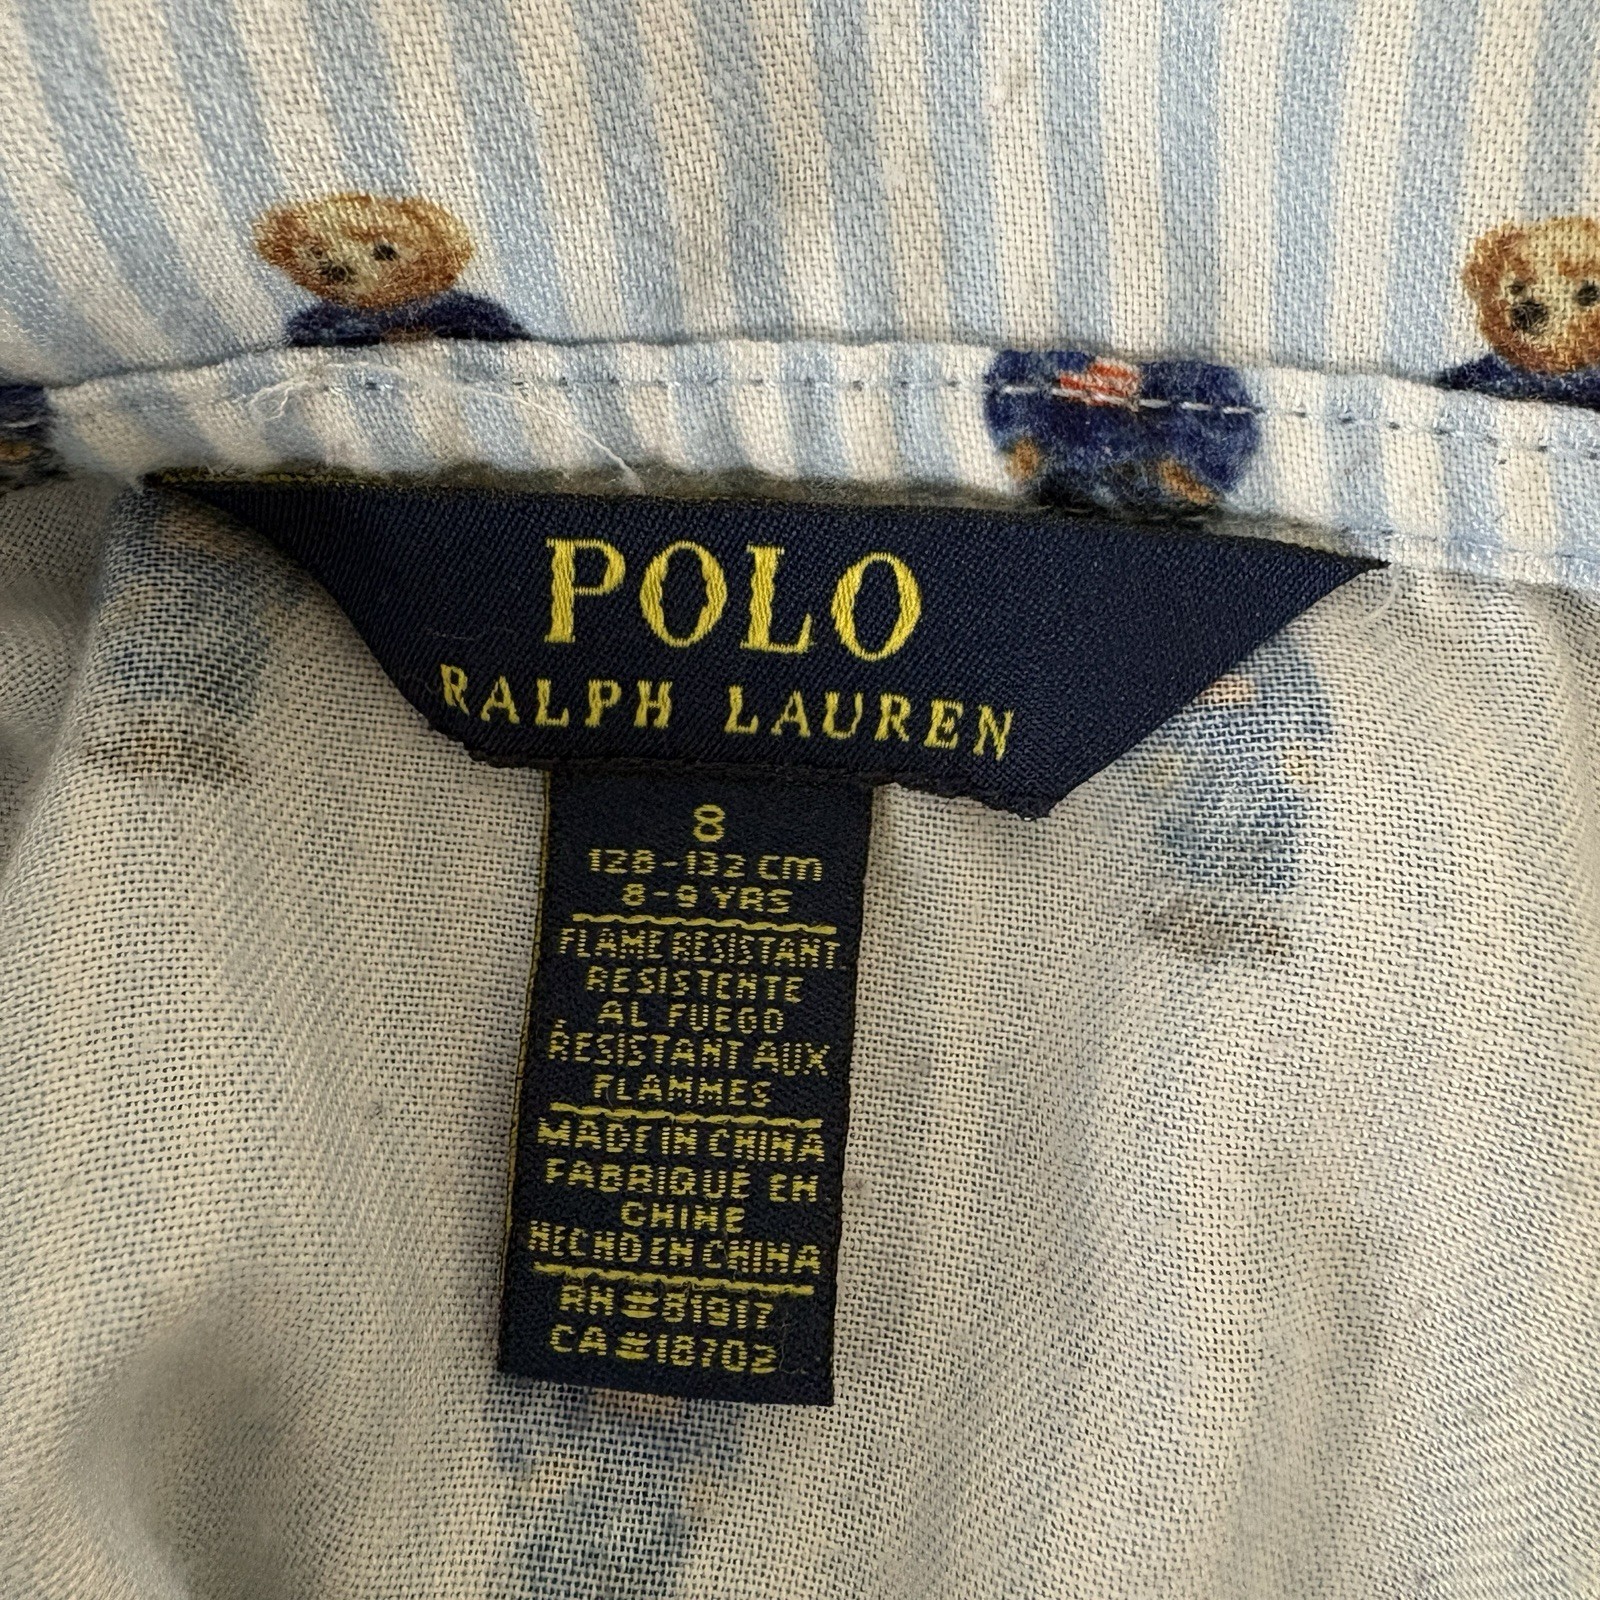 POLO
RALPH LAUREN
8
128-132 cm
8-9 YRS
FLAME RESISTANT
RESISTENTE
AL FUEGO
RESISTANT AUX
FLAMMES
MADE IN CHINA
FABRIQUÉ EN
CHINE
HECHO EN CHINA
RN#81917
CA#18702